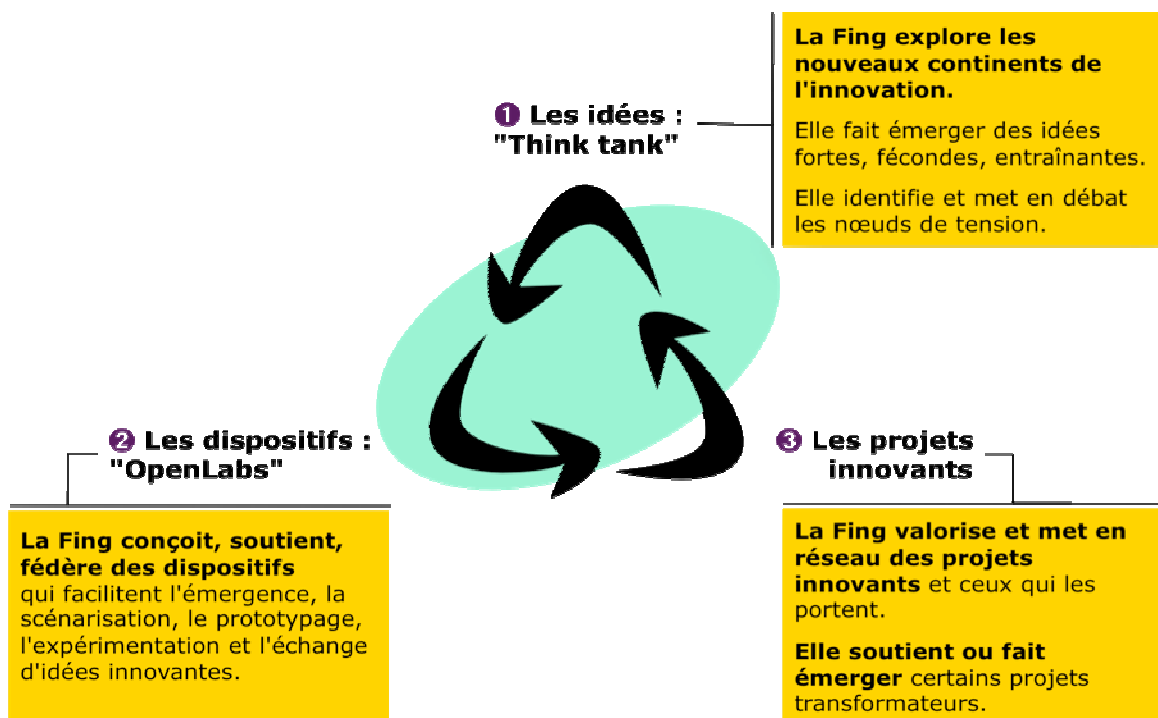 ❶ Les idées :
"Think tank"
La Fing explore les
nouveaux continents de
l'innovation.
Elle fait émerger des idées
fortes, fécondes, entraînantes.
Elle identifie et met en débat
les nœuds de tension.
❷ Les dispositifs :
"OpenLabs"
La Fing conçoit, soutient,
fédère des dispositifs
qui facilitent l'émergence, la
scénarisation, le prototypage,
l'expérimentation et l'échange
d'idées innovantes.
❸ Les projets
innovants
La Fing valorise et met en
réseau des projets
innovants et ceux qui les
portent.
Elle soutient ou fait
émerger certains projets
transformateurs.